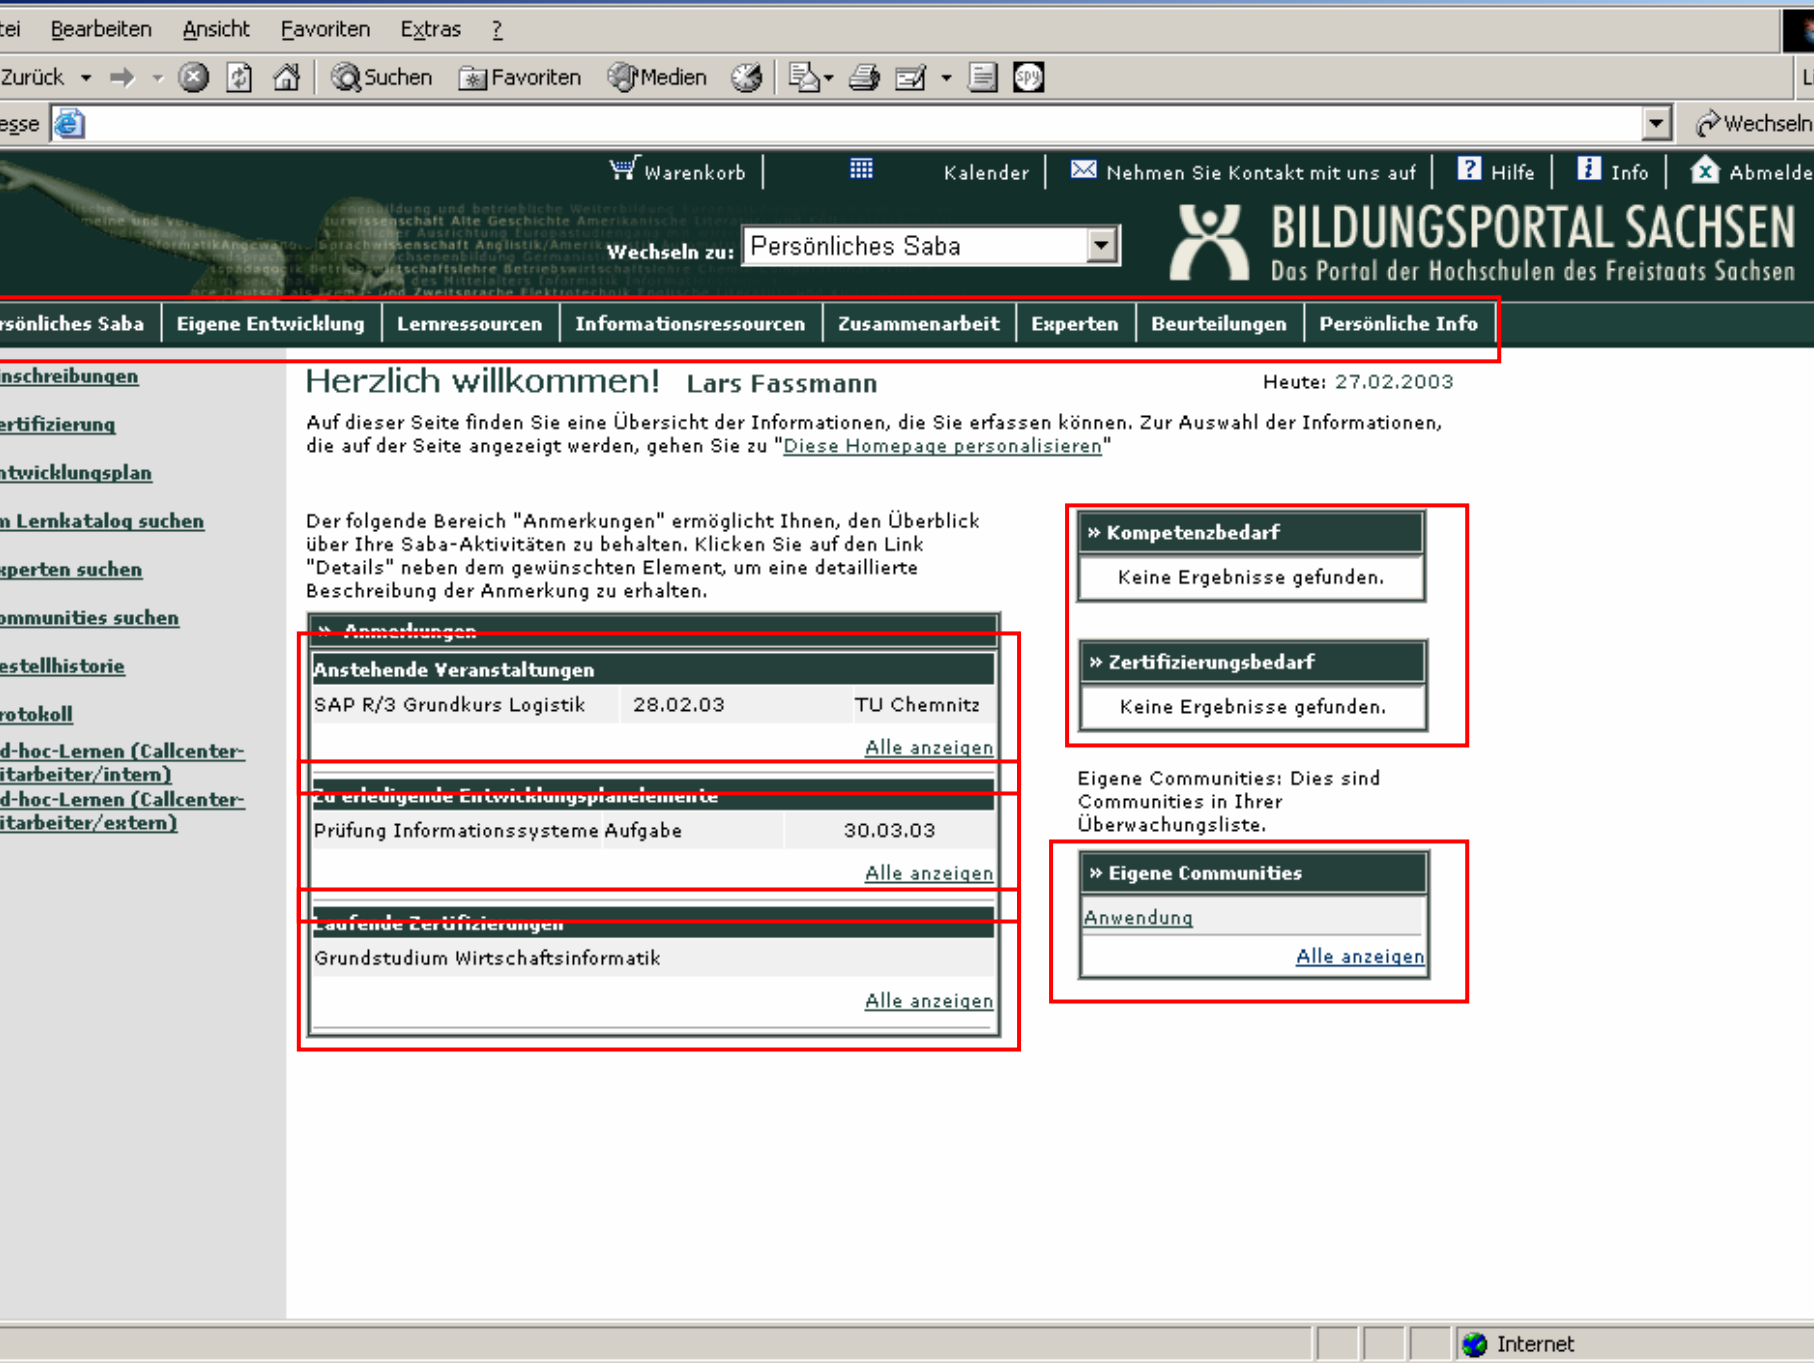 tei Bearbeiten Ansicht Favoriten Extras ?
Zurück Suchen Favoriten Medien spy Li
esse Wechseln
Warenkorb Kalender Nehmen Sie Kontakt mit uns auf ? Hilfe i Info Abmelde
Wechseln zu: Persönliches Saba
BILDUNGSPORTAL SACHSEN
Das Portal der Hochschulen des Freistaats Sachsen
rsönliches Saba Eigene Entwicklung Lernressourcen Informationsressourcen Zusammenarbeit Experten Beurteilungen Persönliche Info
inschreibungen
ertifizierung
ntwicklungsplan
m Lernkatalog suchen
xperten suchen
ommunities suchen
estellhistorie
rotokoll
d-hoc-Lernen (Callcenter-
itarbeiter/intern)
d-hoc-Lernen (Callcenter-
itarbeiter/extern)
Herzlich willkommen! Lars Fassmann Heute: 27.02.2003
Auf dieser Seite finden Sie eine Übersicht der Informationen, die Sie erfassen können. Zur Auswahl der Informationen,
die auf der Seite angezeigt werden, gehen Sie zu "Diese Homepage personalisieren"
Der folgende Bereich "Anmerkungen" ermöglicht Ihnen, den Überblick
über Ihre Saba-Aktivitäten zu behalten. Klicken Sie auf den Link
"Details" neben dem gewünschten Element, um eine detaillierte
Beschreibung der Anmerkung zu erhalten.
» Anmerkungen
Anstehende Veranstaltungen
SAP R/3 Grundkurs Logistik 28.02.03 TU Chemnitz
Alle anzeigen
Zu erledigende Entwicklungsplanelemente
Prüfung Informationssysteme Aufgabe 30.03.03
Alle anzeigen
Laufende Zertifizierungen
Grundstudium Wirtschaftsinformatik
Alle anzeigen
» Kompetenzbedarf
Keine Ergebnisse gefunden.
» Zertifizierungsbedarf
Keine Ergebnisse gefunden.
Eigene Communities: Dies sind
Communities in Ihrer
Überwachungsliste.
» Eigene Communities
Anwendung
Alle anzeigen
Internet